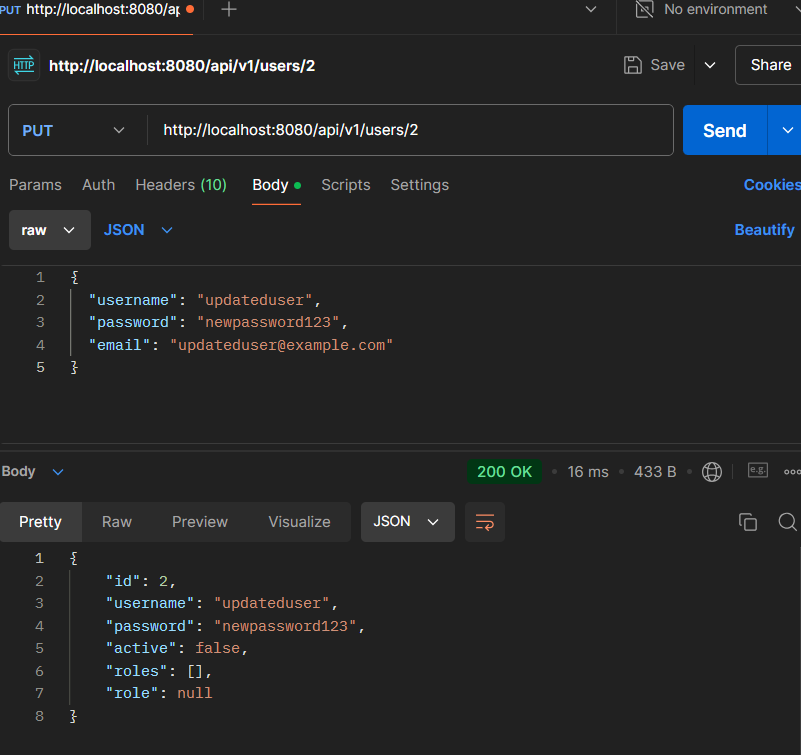 PUT http://localhost:8080/ap
No environment
HTTP http://localhost:8080/api/v1/users/2
Save
Share
PUT
http://localhost:8080/api/v1/users/2
Send
Params Auth Headers (10) Body Scripts Settings Cookies
raw JSON Beautify
1 {
2 "username": "updateduser",
3 "password": "newpassword123",
4 "email": "updateduser@example.com"
5 }
Body 200 OK 16 ms 433 B e.g.
Pretty Raw Preview Visualize JSON
1 {
2 "id": 2,
3 "username": "updateduser",
4 "password": "newpassword123",
5 "active": false,
6 "roles": [],
7 "role": null
8 }